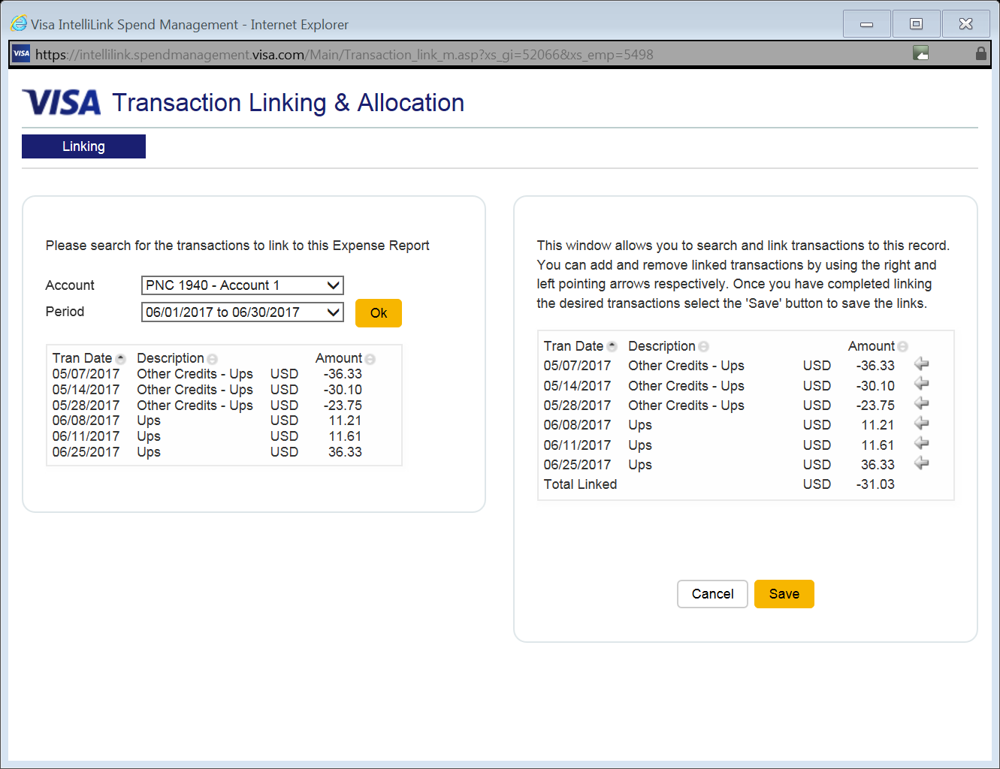 Visa IntelliLink Spend Management - Internet Explorer
VISA https://intellilink.spendmanagement.visa.com/Main/Transaction_link_m.asp?xs_gi=52066&xs_emp=5498
VISA Transaction Linking & Allocation
Linking
Please search for the transactions to link to this Expense Report
Account PNC 1940 - Account 1
Period 06/01/2017 to 06/30/2017 Ok
Tran Date Description Amount
05/07/2017 Other Credits - Ups USD -36.33
05/14/2017 Other Credits - Ups USD -30.10
05/28/2017 Other Credits - Ups USD -23.75
06/08/2017 Ups USD 11.21
06/11/2017 Ups USD 11.61
06/25/2017 Ups USD 36.33
This window allows you to search and link transactions to this record.
You can add and remove linked transactions by using the right and
left pointing arrows respectively. Once you have completed linking
the desired transactions select the 'Save' button to save the links.
Tran Date Description Amount
05/07/2017 Other Credits - Ups USD -36.33
05/14/2017 Other Credits - Ups USD -30.10
05/28/2017 Other Credits - Ups USD -23.75
06/08/2017 Ups USD 11.21
06/11/2017 Ups USD 11.61
06/25/2017 Ups USD 36.33
Total Linked USD -31.03
Cancel Save